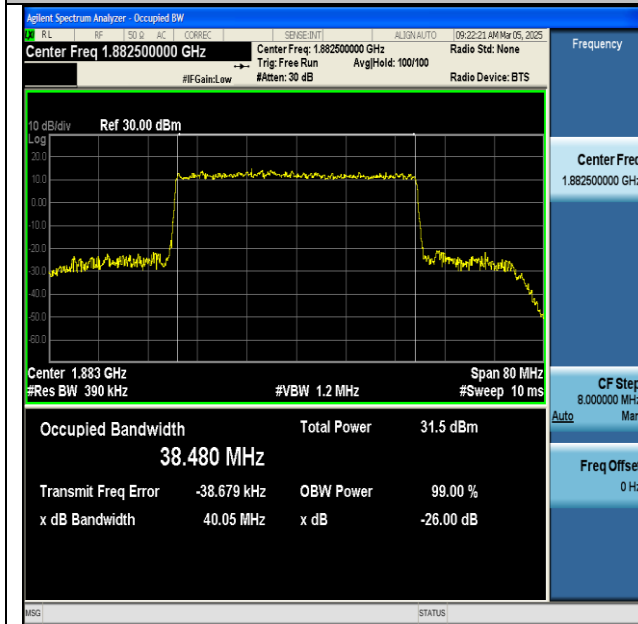 Agilent Spectrum Analyzer - Occupied BW
RL RF 50 Ω AC CORREC SENSE:INT ALIGN AUTO 09:22:21 AM Mar 05, 2025
Center Freq 1.882500000 GHz
Center Freq: 1.882500000 GHz Radio Std: None
Trig: Free Run Avg|Hold: 100/100
#IFGain:Low #Atten: 30 dB Radio Device: BTS
Frequency
10 dB/div Ref 30.00 dBm
Log
20.0
10.0
0.00
-10.0
-20.0
-30.0
-40.0
-50.0
-60.0
Center 1.883 GHz Span 80 MHz
#Res BW 390 kHz #VBW 1.2 MHz #Sweep 10 ms
Occupied Bandwidth Total Power 31.5 dBm
38.480 MHz
Transmit Freq Error -38.679 kHz OBW Power 99.00 %
x dB Bandwidth 40.05 MHz x dB -26.00 dB
Center Freq
1.882500000 GHz
CF Step
8.000000 MHz
Auto Man
Freq Offset
0 Hz
MSG STATUS